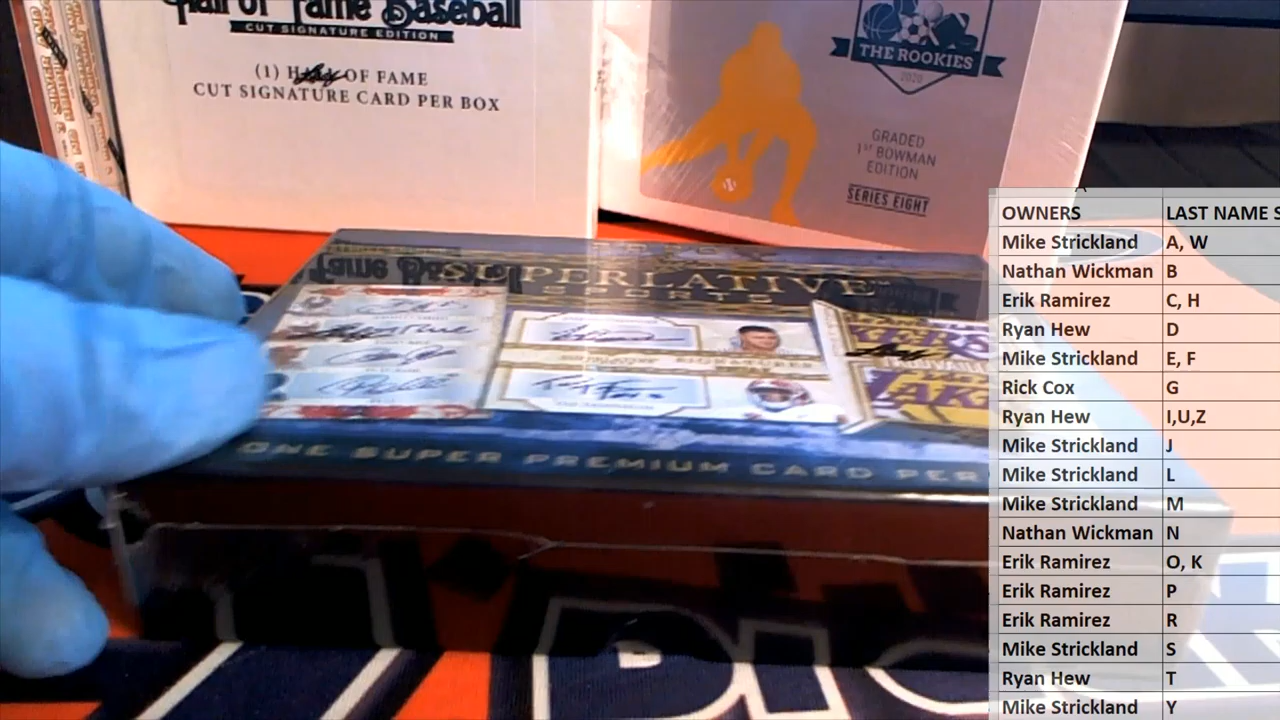 Hall of Fame Baseball
CUT SIGNATURE EDITION
(1) HALL OF FAME
CUT SIGNATURE CARD PER BOX
THE ROOKIES
2020
GRADED
1ST BOWMAN
EDITION
SERIES EIGHT
SUPERLATIVE
SPORTS
SIGNATURES
ONE SUPER PREMIUM CARD PER
OWNERS LAST NAME S
Mike Strickland A, W
Nathan Wickman B
Erik Ramirez C, H
Ryan Hew D
Mike Strickland E, F
Rick Cox G
Ryan Hew I,U,Z
Mike Strickland J
Mike Strickland L
Mike Strickland M
Nathan Wickman N
Erik Ramirez O, K
Erik Ramirez P
Erik Ramirez R
Mike Strickland S
Ryan Hew T
Mike Strickland Y